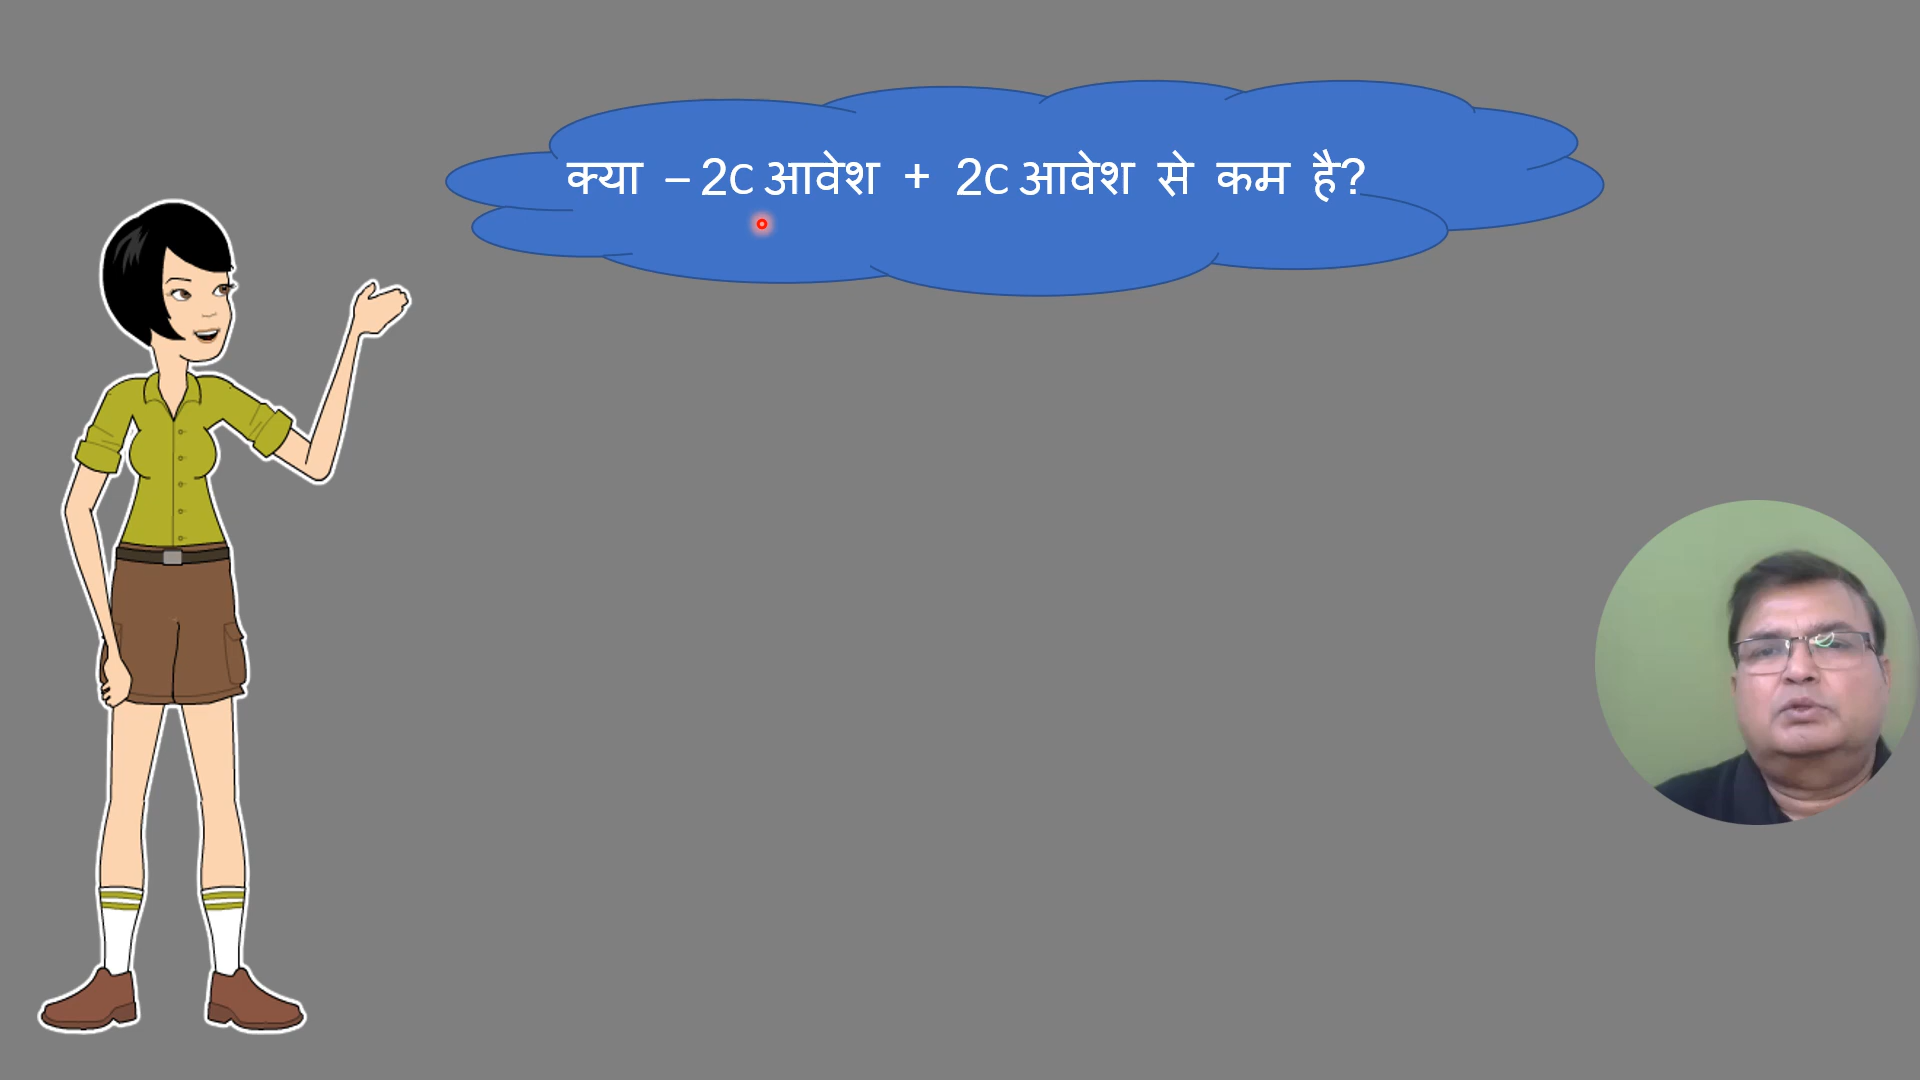 क्या – 2C आवेश + 2C आवेश से कम है?